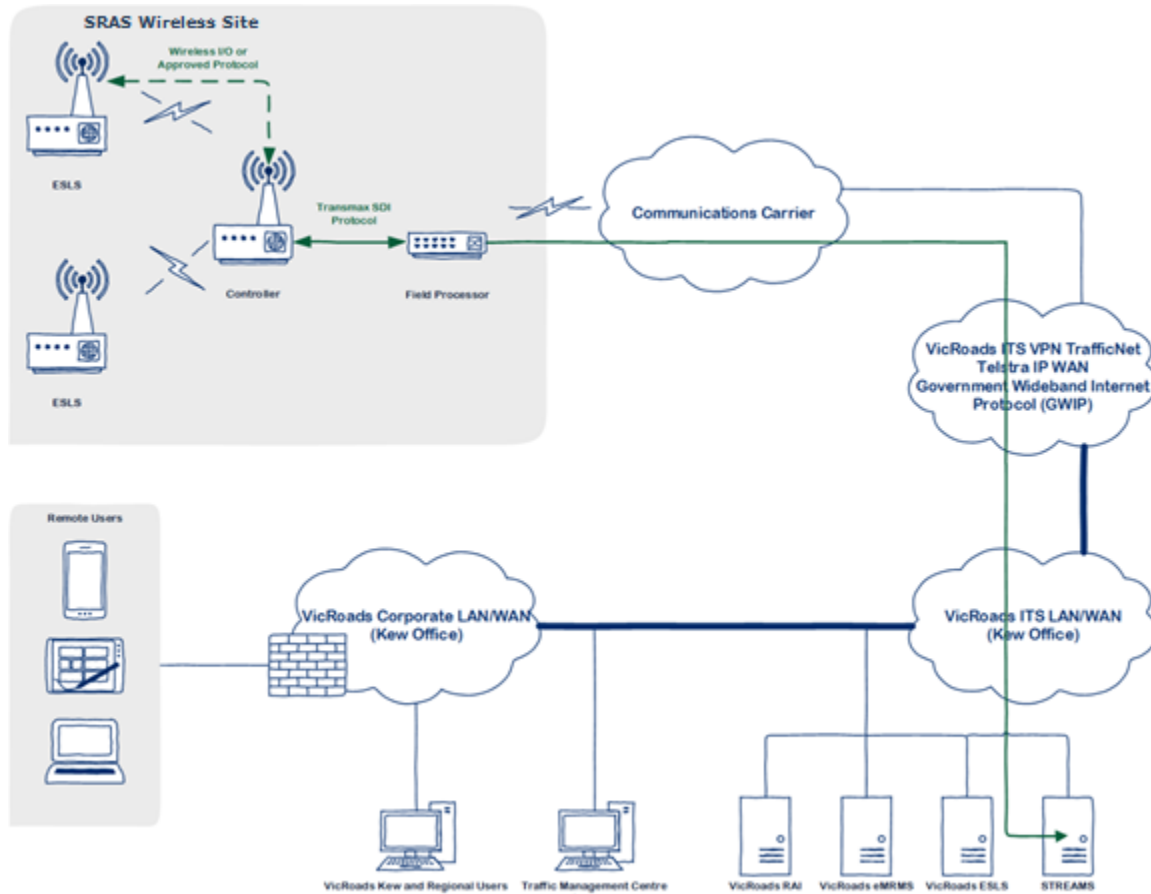 SRAS Wireless Site
Wireless I/O or
Approved Protocol
ESLS
Transmax SDI
Protocol
Communications Carrier
Controller
Field Processor
ESLS
VicRoads ITS VPN TrafficNet
Telstra IP WAN
Government Wideband Internet
Protocol (GWIP)
Remote Users
VicRoads Corporate LAN/WAN
(Kew Office)
VicRoads ITS LAN/WAN
(Kew Office)
VicRoads Kew and Regional Users
Traffic Management Centre
VicRoads RAI
VicRoads eMRMS
VicRoads ESLS
STREAMS